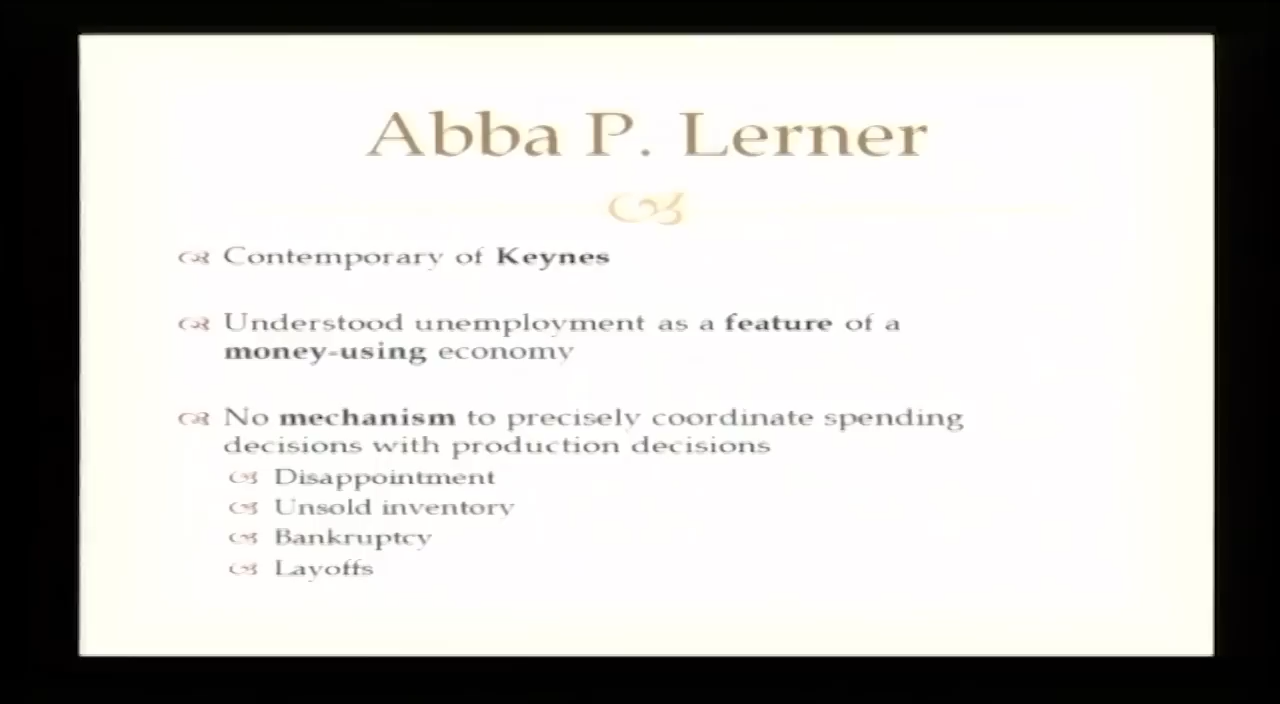 Abba P. Lerner
Contemporary of Keynes
Understood unemployment as a feature of a
money-using economy
No mechanism to precisely coordinate spending
decisions with production decisions
Disappointment
Unsold inventory
Bankruptcy
Layoffs